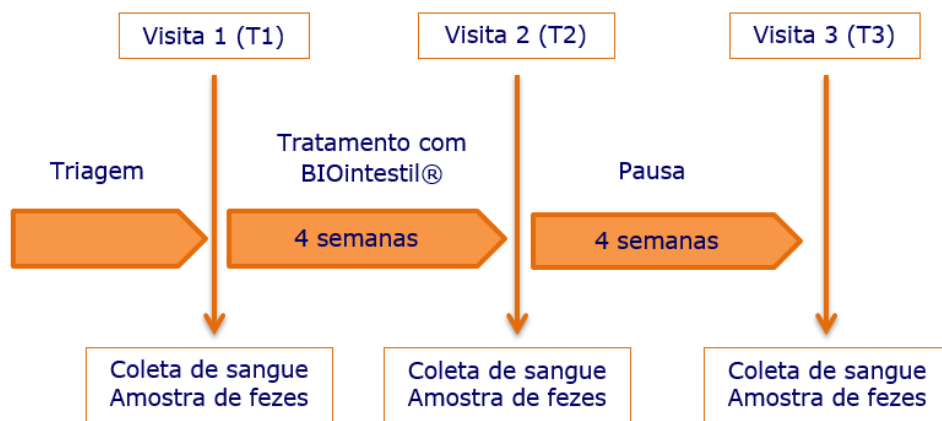 Visita 1 (T1)
Visita 2 (T2)
Visita 3 (T3)
Triagem
Tratamento com
BIOintestil®
Pausa
4 semanas
4 semanas
Coleta de sangue
Amostra de fezes
Coleta de sangue
Amostra de fezes
Coleta de sangue
Amostra de fezes